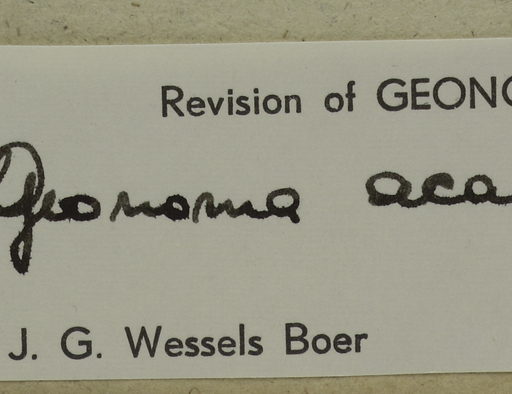 Revision of GEONO
Geonoma aca
J. G. Wessels Boer